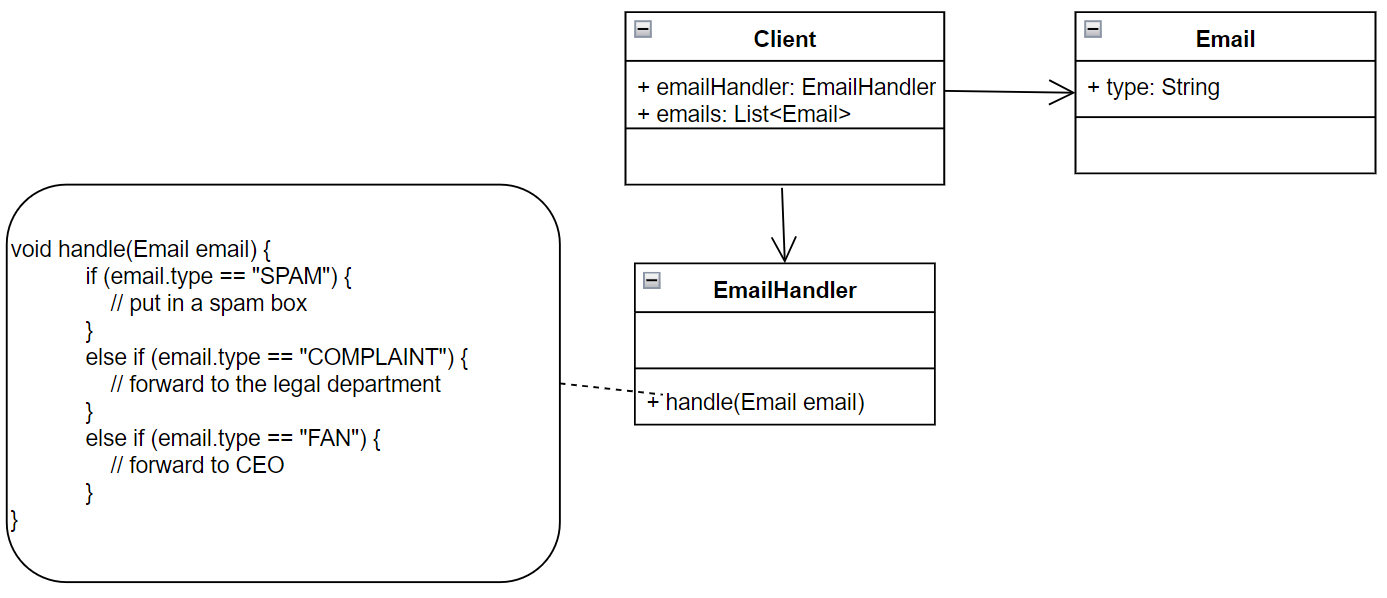 Client
+ emailHandler: EmailHandler
+ emails: List<Email>
Email
+ type: String
EmailHandler
+ handle(Email email)
void handle(Email email) {
if (email.type == "SPAM") {
// put in a spam box
}
else if (email.type == "COMPLAINT") {
// forward to the legal department
}
else if (email.type == "FAN") {
// forward to CEO
}
}